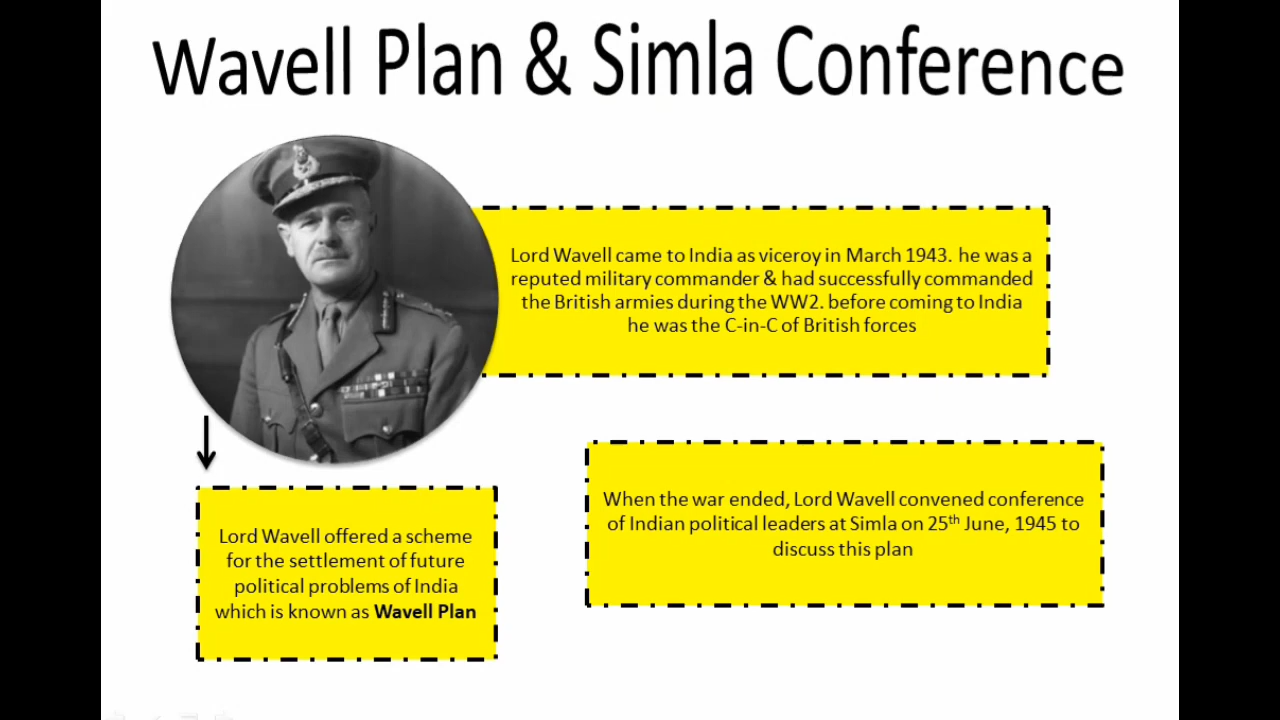 Wavell Plan & Simla Conference
Lord Wavell came to India as viceroy in March 1943. he was a
reputed military commander & had successfully commanded
the British armies during the WW2. before coming to India
he was the C-in-C of British forces
Lord Wavell offered a scheme
for the settlement of future
political problems of India
which is known as Wavell Plan
When the war ended, Lord Wavell convened conference
of Indian political leaders at Simla on 25th June, 1945 to
discuss this plan